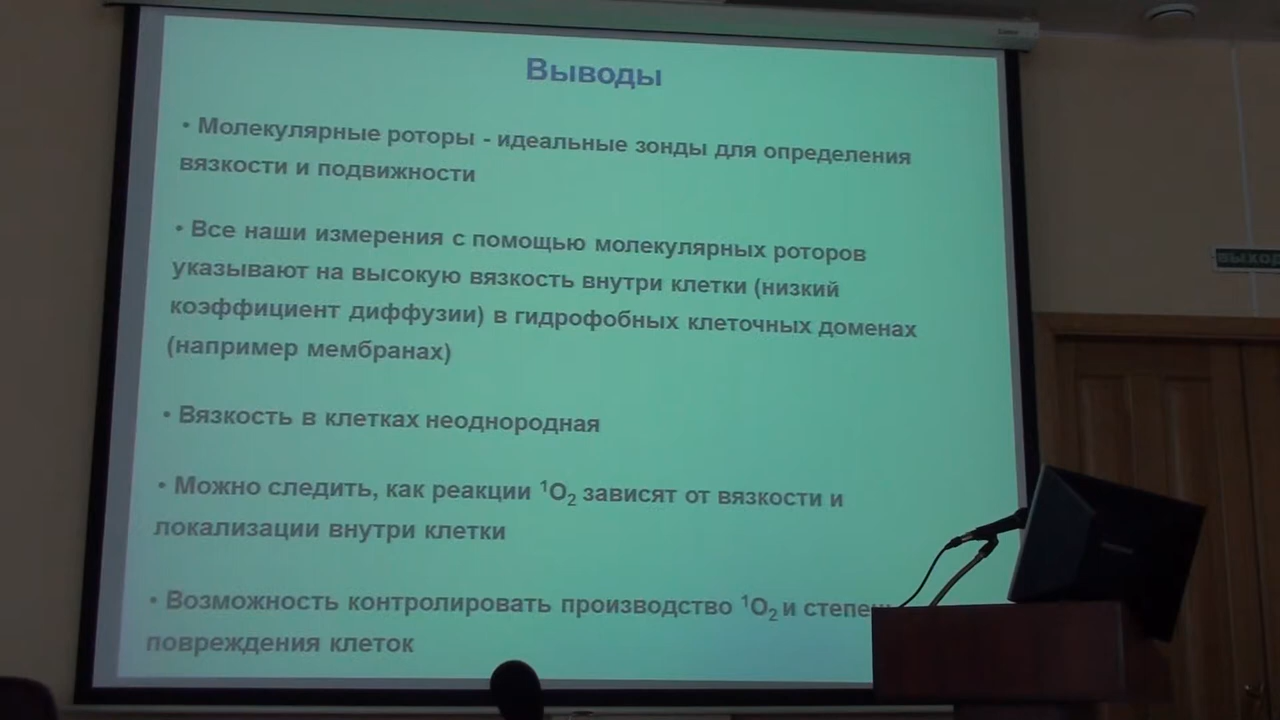 Выводы
• Молекулярные роторы - идеальные зонды для определения
вязкости и подвижности
• Все наши измерения с помощью молекулярных роторов
указывают на высокую вязкость внутри клетки (низкий
коэффициент диффузии) в гидрофобных клеточных доменах
(например мембранах)
• Вязкость в клетках неоднородная
• Можно следить, как реакции ¹O₂ зависят от вязкости и
локализации внутри клетки
• Возможность контролировать производство ¹O₂ и
повреждения клеток
ВЫХОД